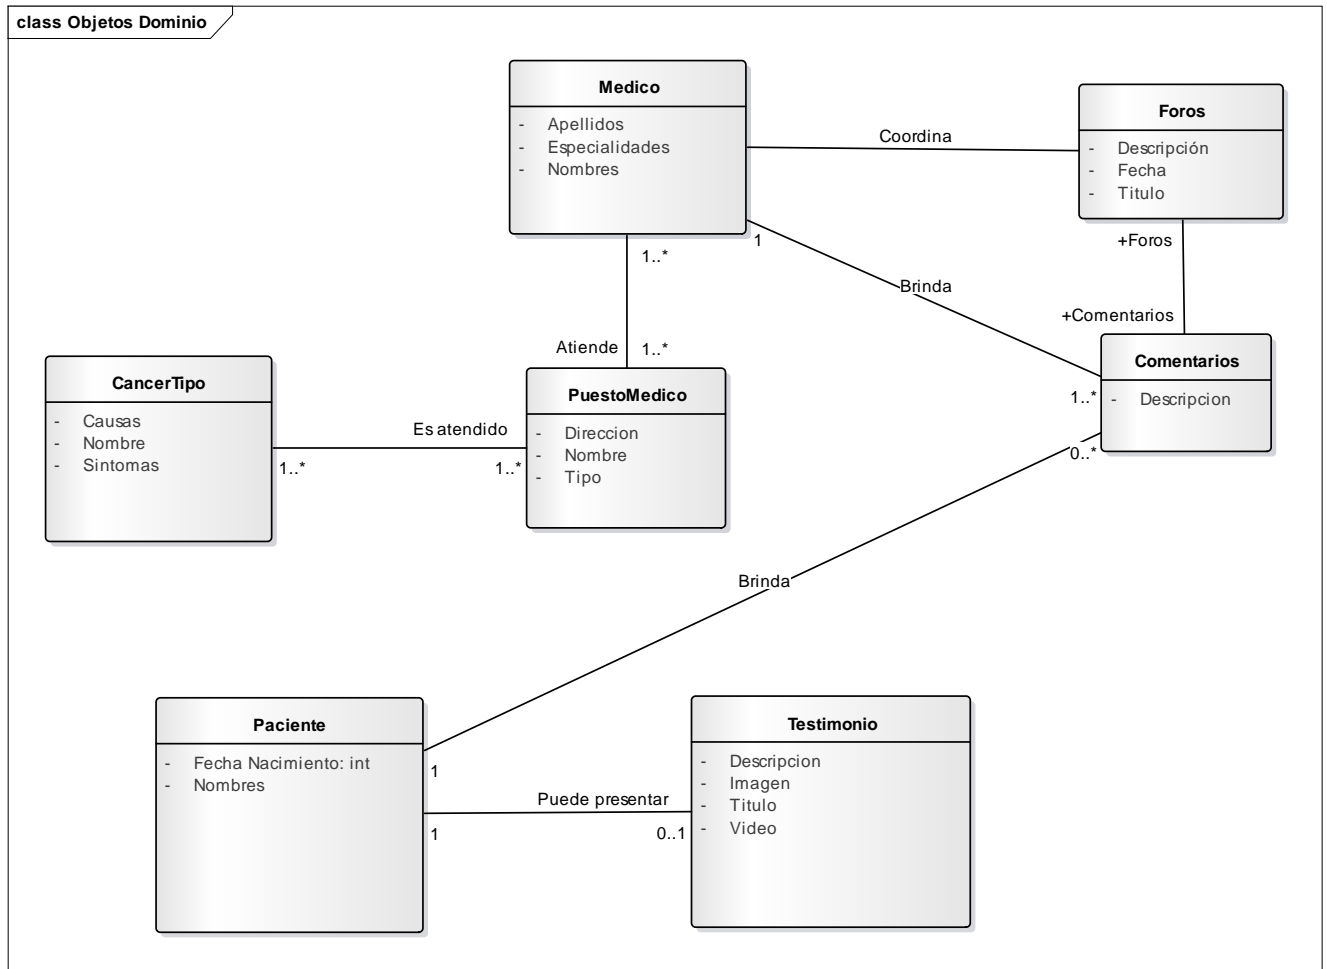 class Objetos Dominio
Medico
- Apellidos
- Especialidades
- Nombres
Foros
- Descripción
- Fecha
- Titulo
Coordina
+Foros
1..*
1
Brinda
+Comentarios
Atiende
1..*
Comentarios
- Descripcion
1..*
0..*
CancerTipo
- Causas
- Nombre
- Sintomas
Es atendido
1..*
1..*
PuestoMedico
- Direccion
- Nombre
- Tipo
Brinda
Paciente
- Fecha Nacimiento: int
- Nombres
1
Puede presentar
1
0..1
Testimonio
- Descripcion
- Imagen
- Titulo
- Video